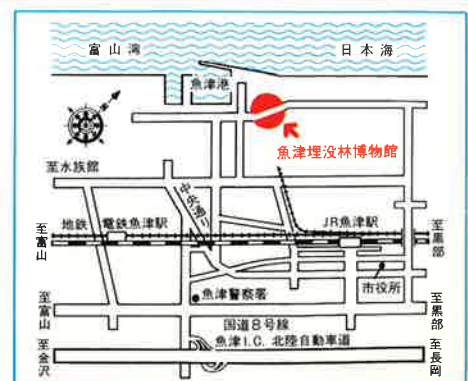 富山湾
日本海
魚津港
魚津埋没林博物館
至水族館
中央通り
至富山
地鉄
電鉄魚津駅
JR魚津駅
至黒部
魚津警察署
市役所
至富山
国道8号線
至黒部
至金沢
魚津I.C. 北陸自動車道
至長岡